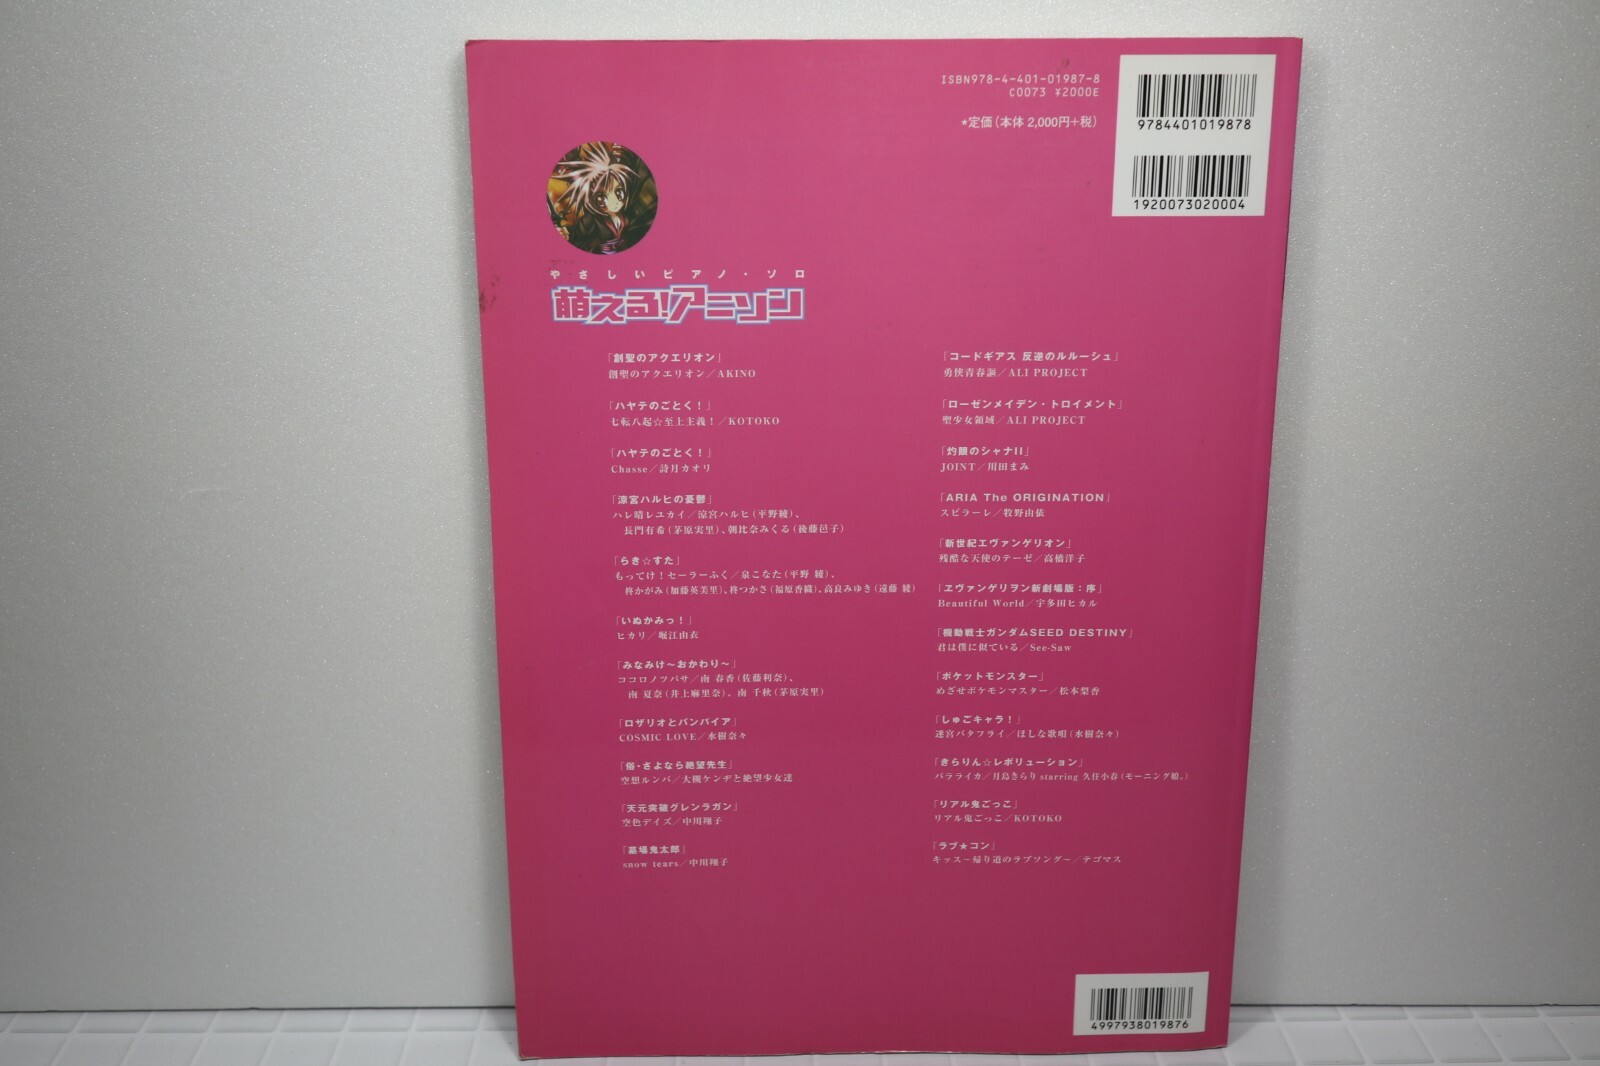 ISBN978-4-401-01987-8
C0073 ¥2000E
★定価(本体 2,000円+税)
9784401019878
1920073020004
やさしいピアノ・ソロ
萌える!アニソン
「創聖のアクエリオン」
創聖のアクエリオン/AKINO
「ハヤテのごとく!」
七転八起☆至上主義!/KOTOKO
「ハヤテのごとく!」
Chasse/詩月カオリ
「涼宮ハルヒの憂鬱」
ハレ晴レユカイ/涼宮ハルヒ(平野綾)、
長門有希(茅原実里)、朝比奈みくる(後藤邑子)
「らき☆すた」
もってけ!セーラーふく/泉こなた(平野 綾)、
柊かがみ(加藤英美里)、柊つかさ(福原香織)、高良みゆき(遠藤 綾)
「いぬかみっ!」
ヒカリ/堀江由衣
「みなみけ〜おかわり〜」
ココロノツバサ/南 春香(佐藤利奈)、
南 夏奈(井上麻里奈)、南 千秋(茅原実里)
「ロザリオとバンパイア」
COSMIC LOVE/水樹奈々
「俗・さよなら絶望先生」
空想ルンバ/大槻ケンヂと絶望少女達
「天元突破グレンラガン」
空色デイズ/中川翔子
「墓場鬼太郎」
snow tears/中川翔子
「コードギアス 反逆のルルーシュ」
勇侠青春謳/ALI PROJECT
「ローゼンメイデン・トロイメント」
聖少女領域/ALI PROJECT
「灼眼のシャナII」
JOINT/川田まみ
「ARIA The ORIGINATION」
スピラーレ/牧野由依
「新世紀エヴァンゲリオン」
残酷な天使のテーゼ/高橋洋子
「ヱヴァンゲリヲン新劇場版:序」
Beautiful World/宇多田ヒカル
「機動戦士ガンダムSEED DESTINY」
君は僕に似ている/See-Saw
「ポケットモンスター」
めざせポケモンマスター/松本梨香
「しゅごキャラ!」
迷宮バタフライ/ほしな歌唄(水樹奈々)
「きらりん☆レボリューション」
バラライカ/月島きらり starring 久住小春(モーニング娘。)
「リアル鬼ごっこ」
リアル鬼ごっこ/KOTOKO
「ラブ★コン」
キッス〜帰り道のラブソング〜/テゴマス
4997938019876